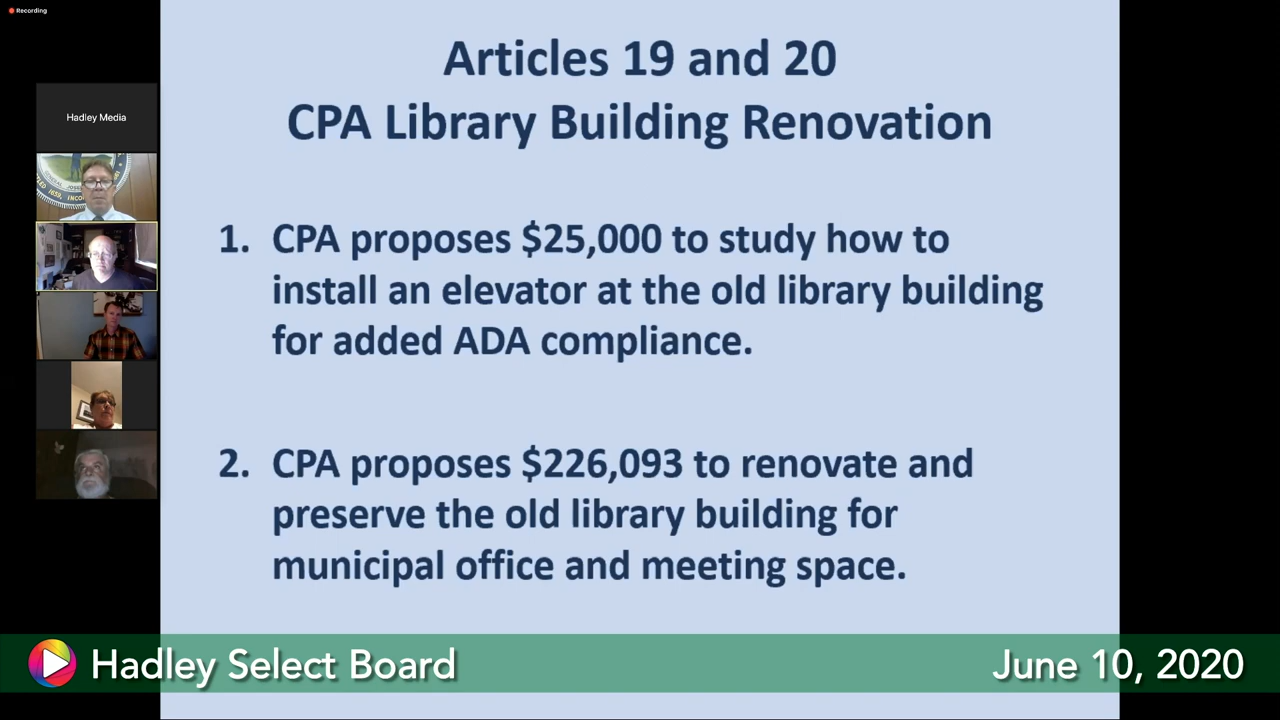 Recording
Articles 19 and 20
CPA Library Building Renovation
Hadley Media
1. CPA proposes $25,000 to study how to
install an elevator at the old library building
for added ADA compliance.
2. CPA proposes $226,093 to renovate and
preserve the old library building for
municipal office and meeting space.
Hadley Select Board
June 10, 2020